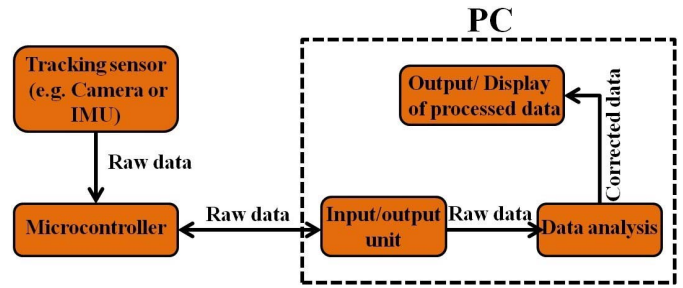 PC
Tracking sensor
(e.g. Camera or
IMU)
Output/ Display
of processed data
Raw data
Corrected data
Microcontroller
Raw data
Input/output
unit
Raw data
Data analysis